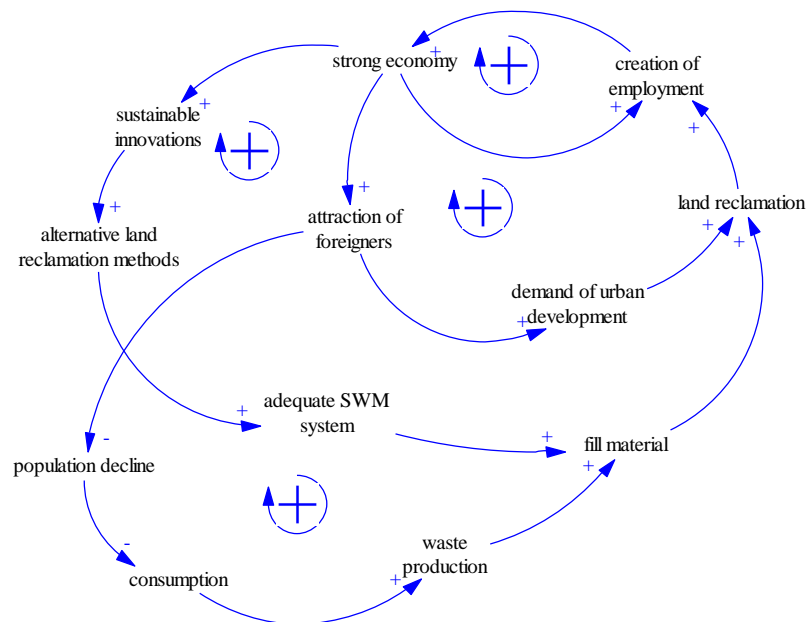 strong economy
+
creation of
employment
+
+
sustainable
innovations
+
land reclamation
+
+
alternative land
reclamation methods
+
attraction of
foreigners
+
demand of urban
development
+
adequate SWM
system
+
fill material
+
+
population decline
-
waste
production
+
consumption
-